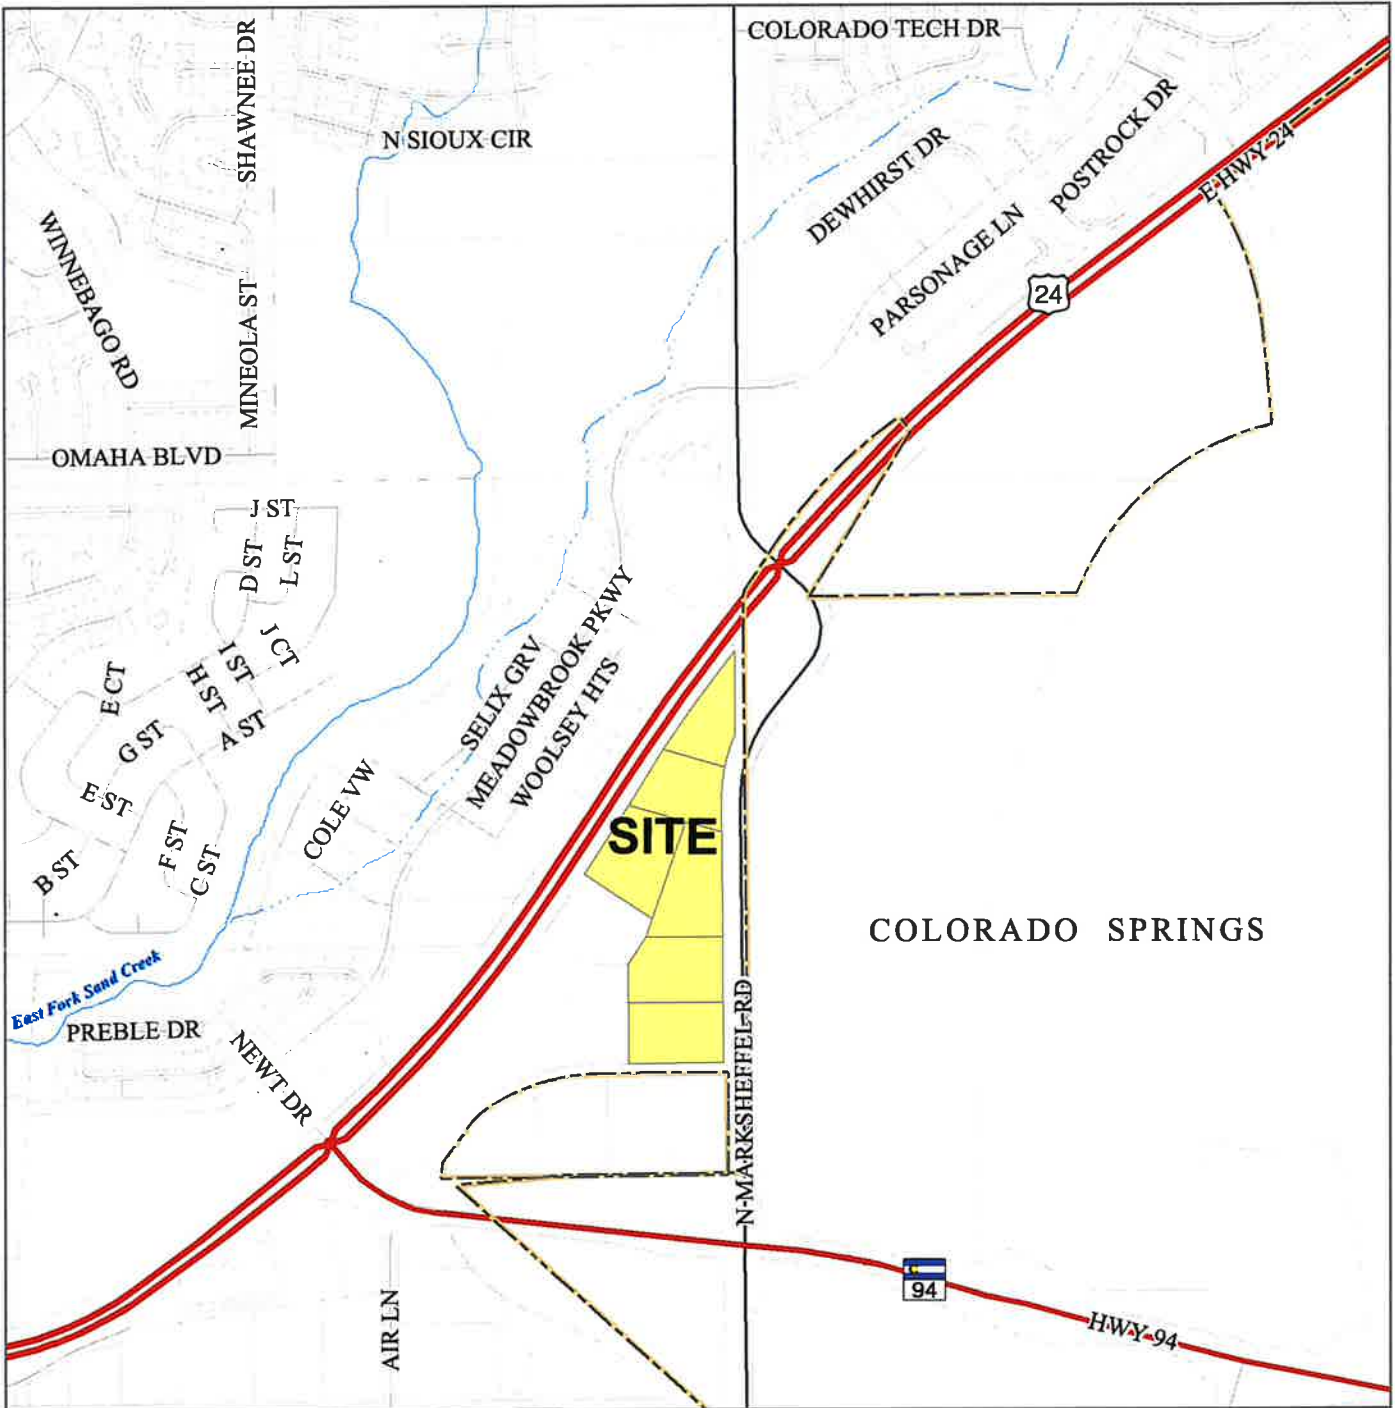 COLORADO TECH DR
SHAWNEE DR
N SIOUX CIR
POSTROCK DR
DEWHIRST DR
E HWY 24
PARSONAGE LN
WINNEBAGO RD
MINEOLA ST
24
OMAHA BLVD
J ST
D ST
L ST
J CT
I ST
H ST
E CT
G ST
A ST
E ST
F ST
C ST
B ST
SELIX GRV
MEADOWBROOK PKWY
WOOLSEY HTS
COLE VW
SITE
COLORADO SPRINGS
East Fork Sand Creek
PREBLE DR
NEWT DR
N MARKSHEFFEL RD
AIR LN
94
HWY 94